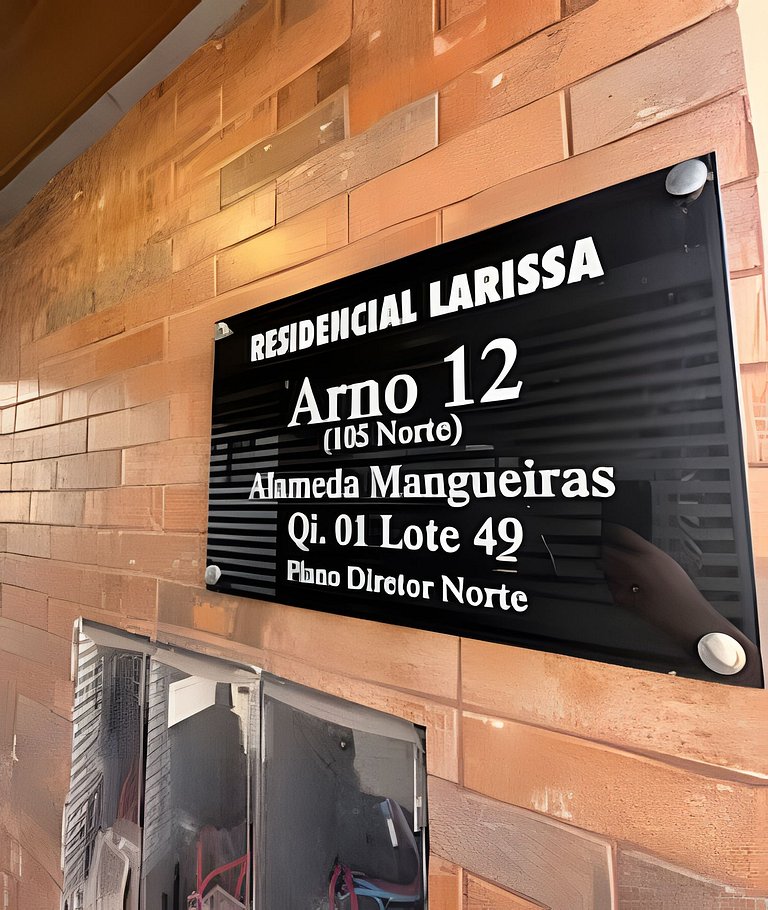 RESIDENCIAL LARISSA
Arno 12
(105 Norte)
Alameda Mangueiras
Qi. 01 Lote 49
Plano Diretor Norte